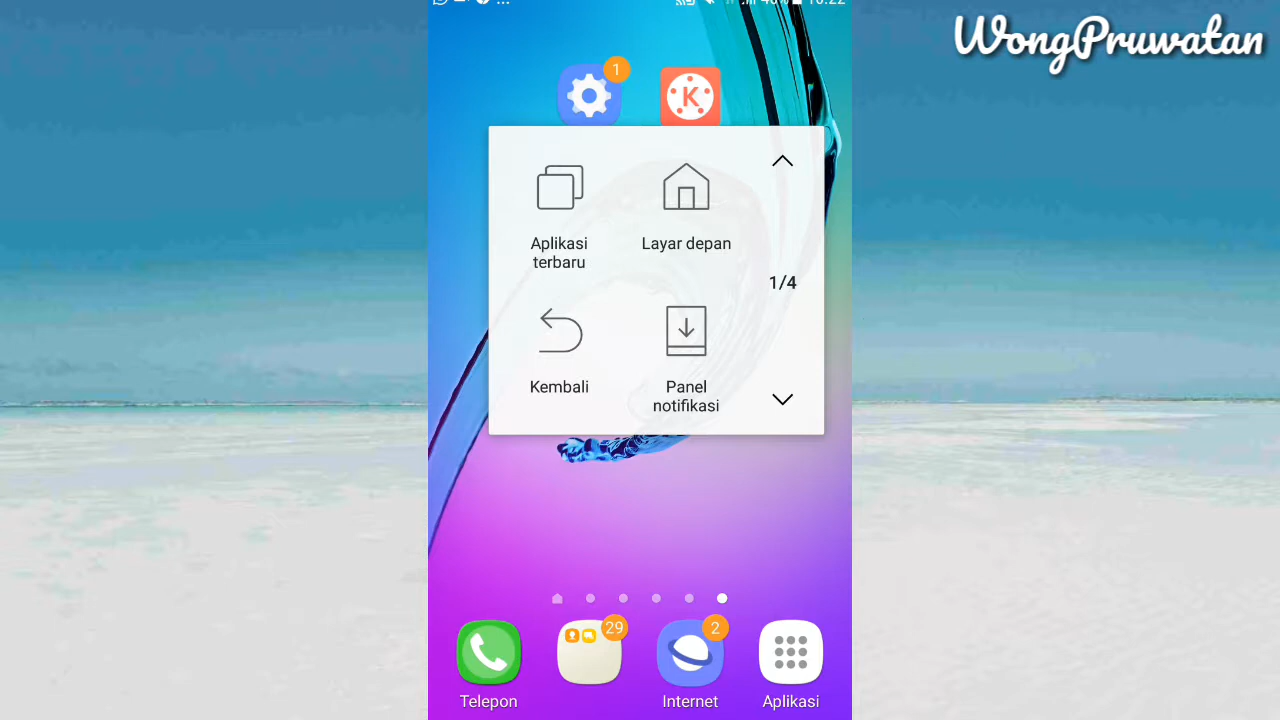 WongPruwatan
1
K
Aplikasi
terbaru
Layar depan
1/4
Kembali
Panel
notifikasi
29
2
Telepon
Internet
Aplikasi